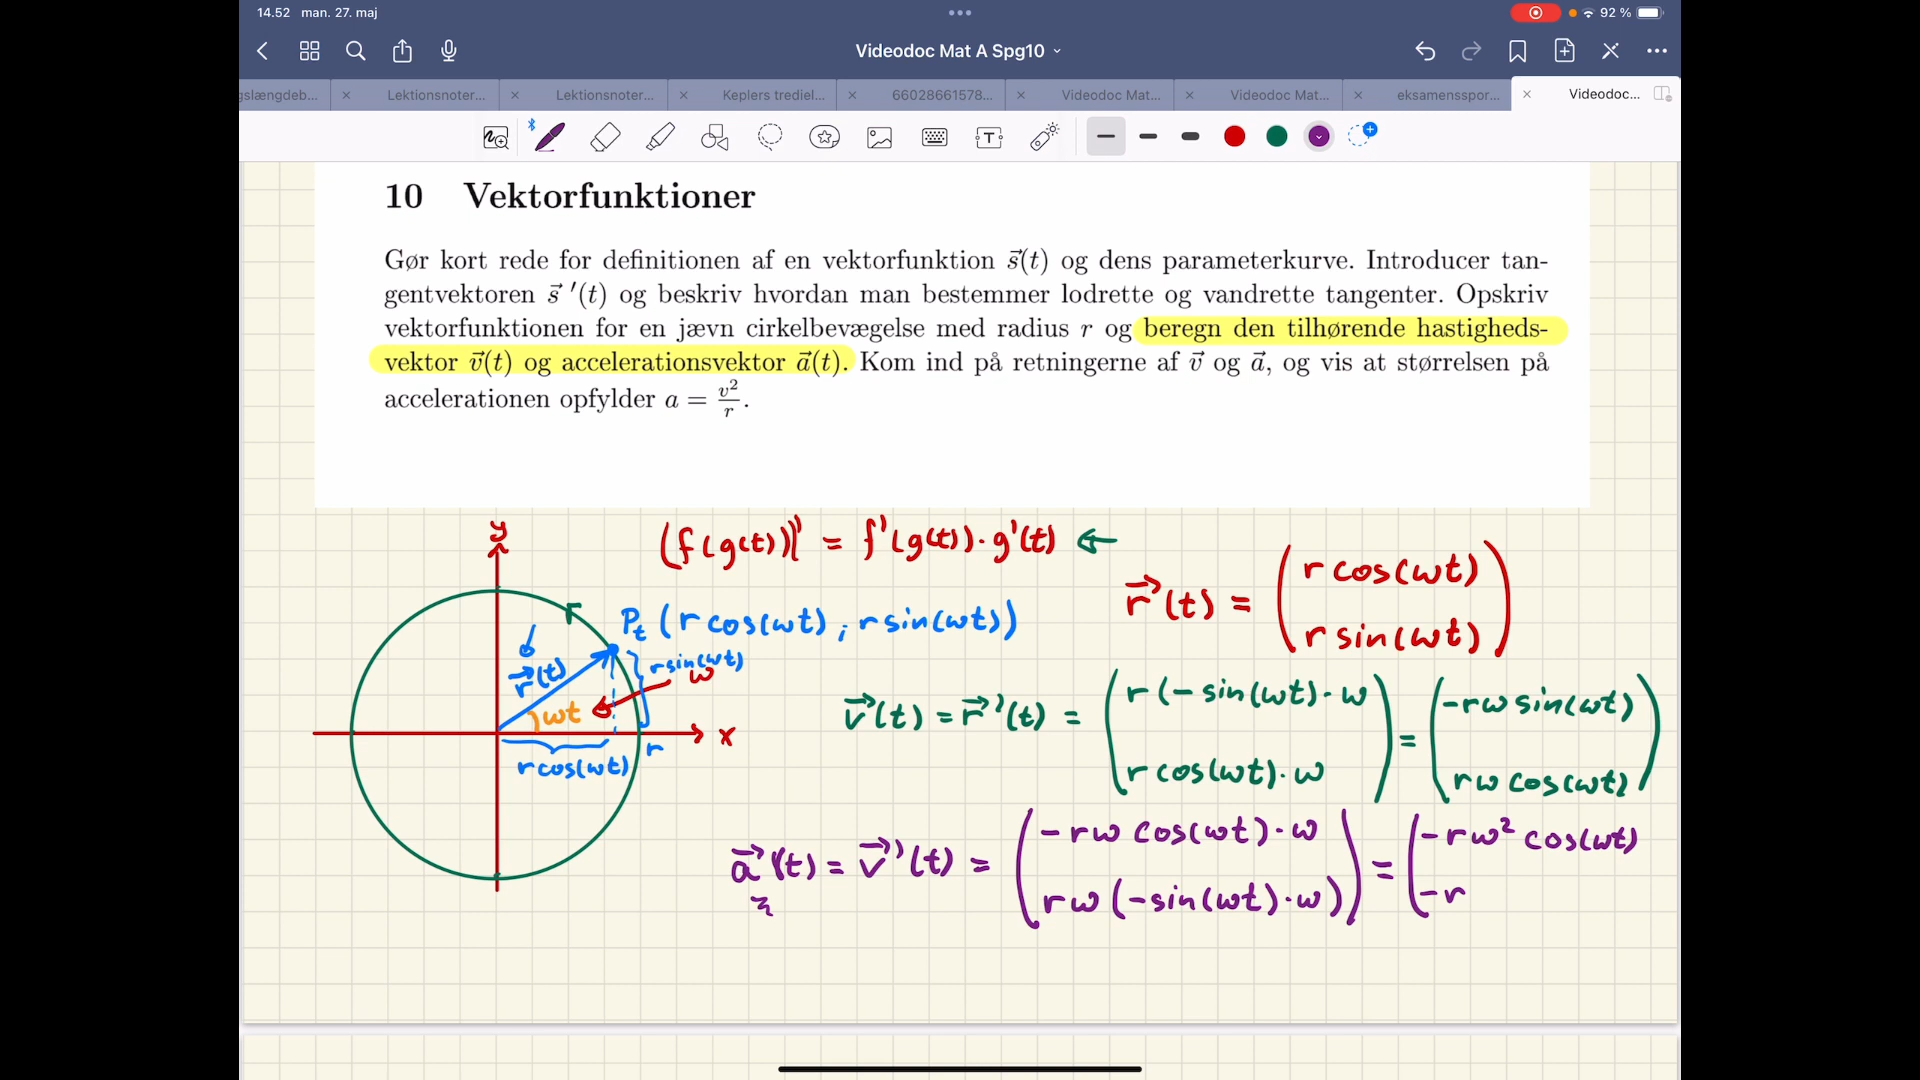 14.52 man. 27. maj
92 %
Videodoc Mat A Spg10
gslængdeb... Lektionsnoter... Lektionsnoter... Keplers trediel... 66028661578... Videodoc Mat... Videodoc Mat... eksamensspor... Videodoc...
10 Vektorfunktioner
Gør kort rede for definitionen af en vektorfunktion s⃗(t) og dens parameterkurve. Introducer tan-
gentvektoren s⃗ ′(t) og beskriv hvordan man bestemmer lodrette og vandrette tangenter. Opskriv
vektorfunktionen for en jævn cirkelbevægelse med radius r og beregn den tilhørende hastigheds-
vektor v⃗(t) og accelerationsvektor a⃗(t). Kom ind på retningerne af v⃗ og a⃗, og vis at størrelsen på
accelerationen opfylder a = v²/r.
y
(f(g(t)))' = f'(g(t))·g'(t) ←
r⃗(t) = ( r cos(ωt)
r sin(ωt) )
P_t (r cos(ωt) ; r sin(ωt))
r⃗(t)
r sin(ωt)
ω
ωt
x
r
r cos(ωt)
v⃗(t) = r⃗'(t) = ( r(-sin(ωt)·ω
r cos(ωt)·ω ) = ( -rω sin(ωt)
rω cos(ωt) )
a⃗(t) = v⃗'(t) = ( -rω cos(ωt)·ω
rω(-sin(ωt)·ω) ) = ( -rω² cos(ωt)
-r